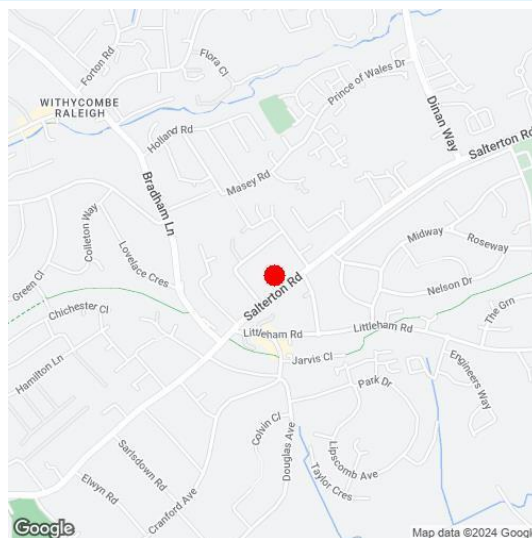 Forton Rd
Flora Cl
Prince of Wales Dr
WITHYCOMBE
RALEIGH
Dinan Way
Holland Rd
Salterton Rd
Masey Rd
Bradham Ln
Colleton Way
Midway
Roseway
Lovelace Cres
Green Cl
Nelson Dr
Salterton Rd
Chichester Cl
The Grn
Littleham Rd
Littleham Rd
Hamilton Ln
Jarvis Cl
Engineers Way
Park Dr
Colvin Cl
Sarlsdown Rd
Douglas Ave
Lipscomb Ave
Elwyn Rd
Taylor Cres
Cranford Ave
Google
Map data ©2024 Google